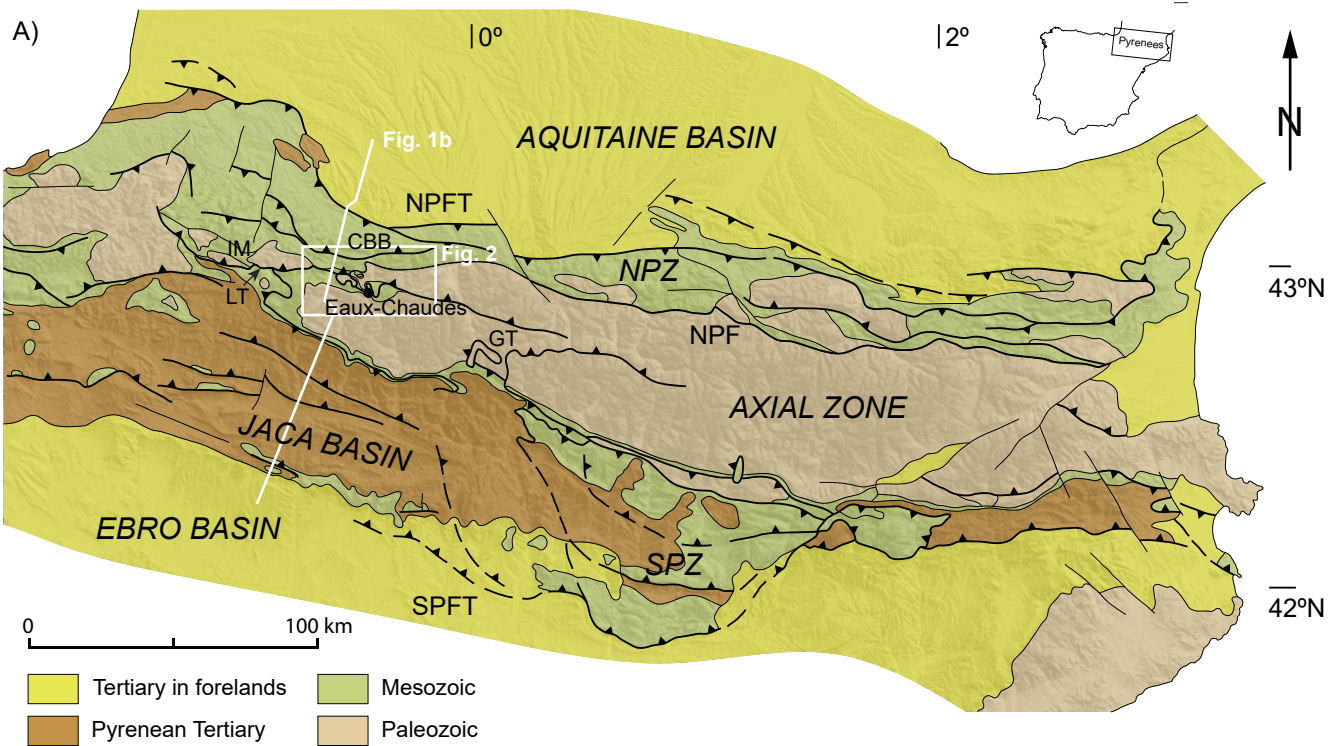 A)
0º
2º
Pyrenees
N
Fig. 1b
AQUITAINE BASIN
NPFT
CBB
Fig. 2
IM
NPZ
43ºN
LT
Eaux-Chaudes
GT
NPF
AXIAL ZONE
JACA BASIN
EBRO BASIN
SPZ
SPFT
42ºN
0
100 km
Tertiary in forelands
Mesozoic
Pyrenean Tertiary
Paleozoic